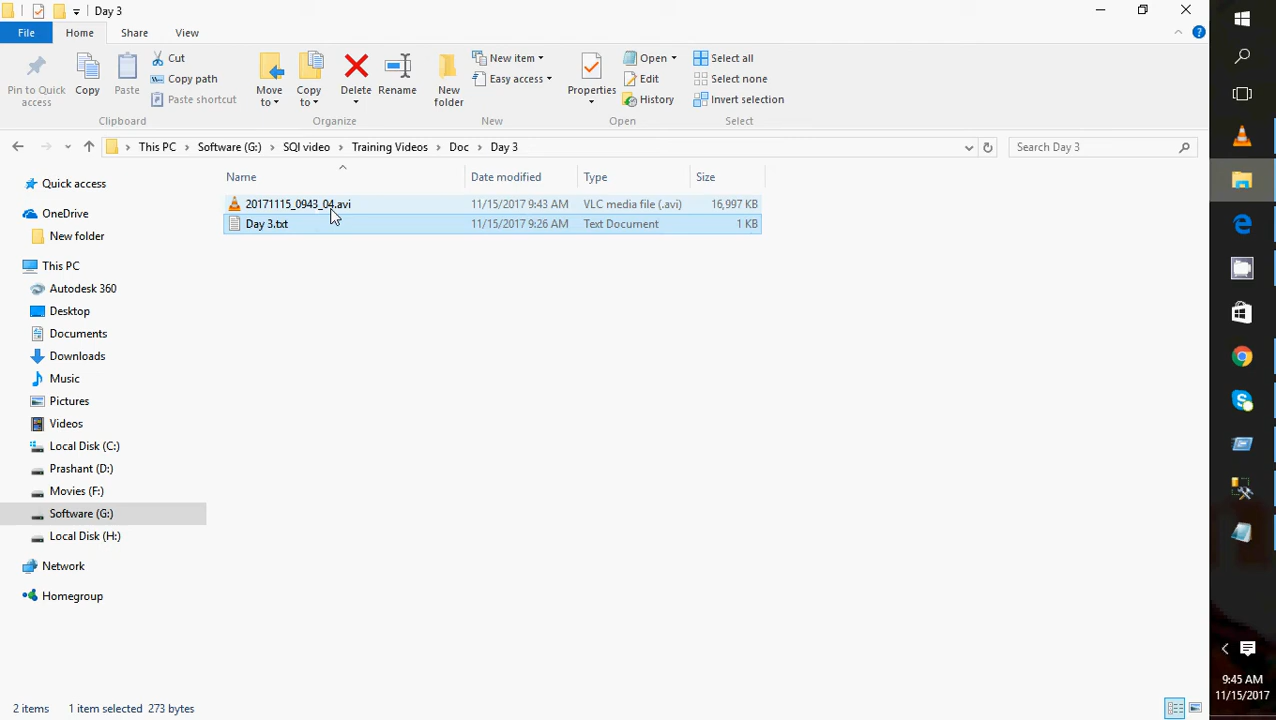 Day 3
File Home Share View
Pin to Quick access
Copy
Paste
Cut
Copy path
Paste shortcut
Clipboard
Move to
Copy to
Delete
Rename
Organize
New folder
New item
Easy access
New
Properties
Open
Edit
History
Open
Select all
Select none
Invert selection
Select
This PC > Software (G:) > SQl video > Training Videos > Doc > Day 3
Search Day 3
Name Date modified Type Size
20171115_0943_04.avi 11/15/2017 9:43 AM VLC media file (.avi) 16,997 KB
Day 3.txt 11/15/2017 9:26 AM Text Document 1 KB
Quick access
OneDrive
New folder
This PC
Autodesk 360
Desktop
Documents
Downloads
Music
Pictures
Videos
Local Disk (C:)
Prashant (D:)
Movies (F:)
Software (G:)
Local Disk (H:)
Network
Homegroup
2 items 1 item selected 273 bytes
9:45 AM
11/15/2017